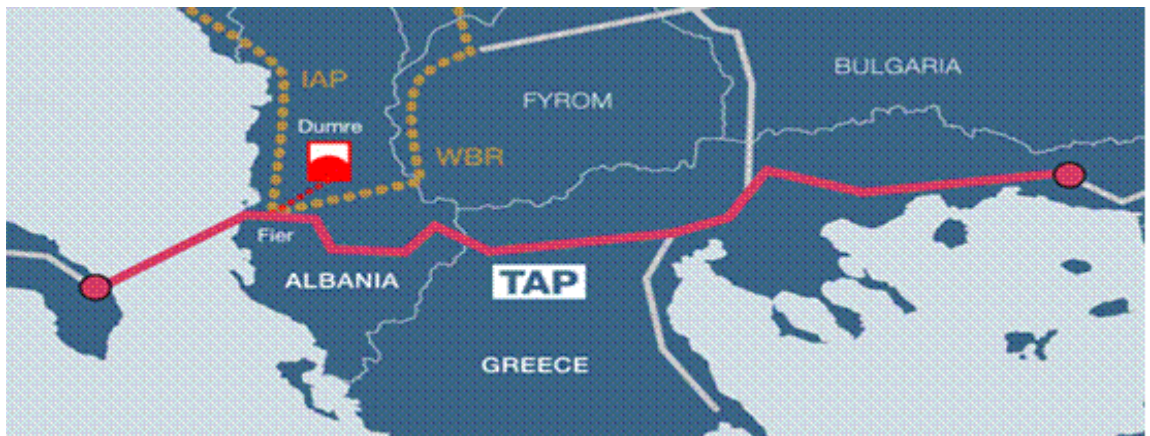 BULGARIA
IAP
FYROM
Dumre
WBR
Fier
ALBANIA
TAP
GREECE